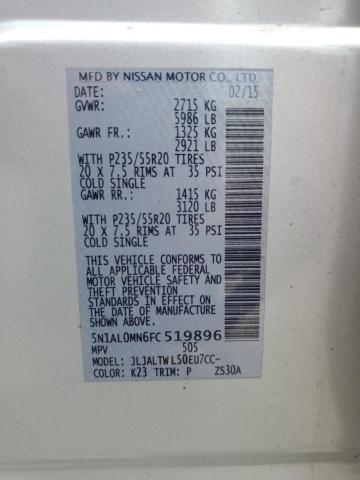 MFD BY NISSAN MOTOR CO., LTD.
DATE: 02/15
GVWR: 2715 KG
5986 LB
GAWR FR.: 1325 KG
2921 LB
WITH P235/55R20 TIRES
20 X 7.5 RIMS AT 35 PSI
COLD SINGLE
GAWR RR.: 1415 KG
3120 LB
WITH P235/55R20 TIRES
20 X 7.5 RIMS AT 35 PSI
COLD SINGLE
THIS VEHICLE CONFORMS TO
ALL APPLICABLE FEDERAL
MOTOR VEHICLE SAFETY AND
THEFT PREVENTION STANDARDS
IN EFFECT ON THE DATE OF
MANUFACTURE SHOWN ABOVE.
5N1AL0MN6FC519896
MPV 505
MODEL: JLJALTWL50EU7CC-
COLOR: K23 TRIM: P ZS30A